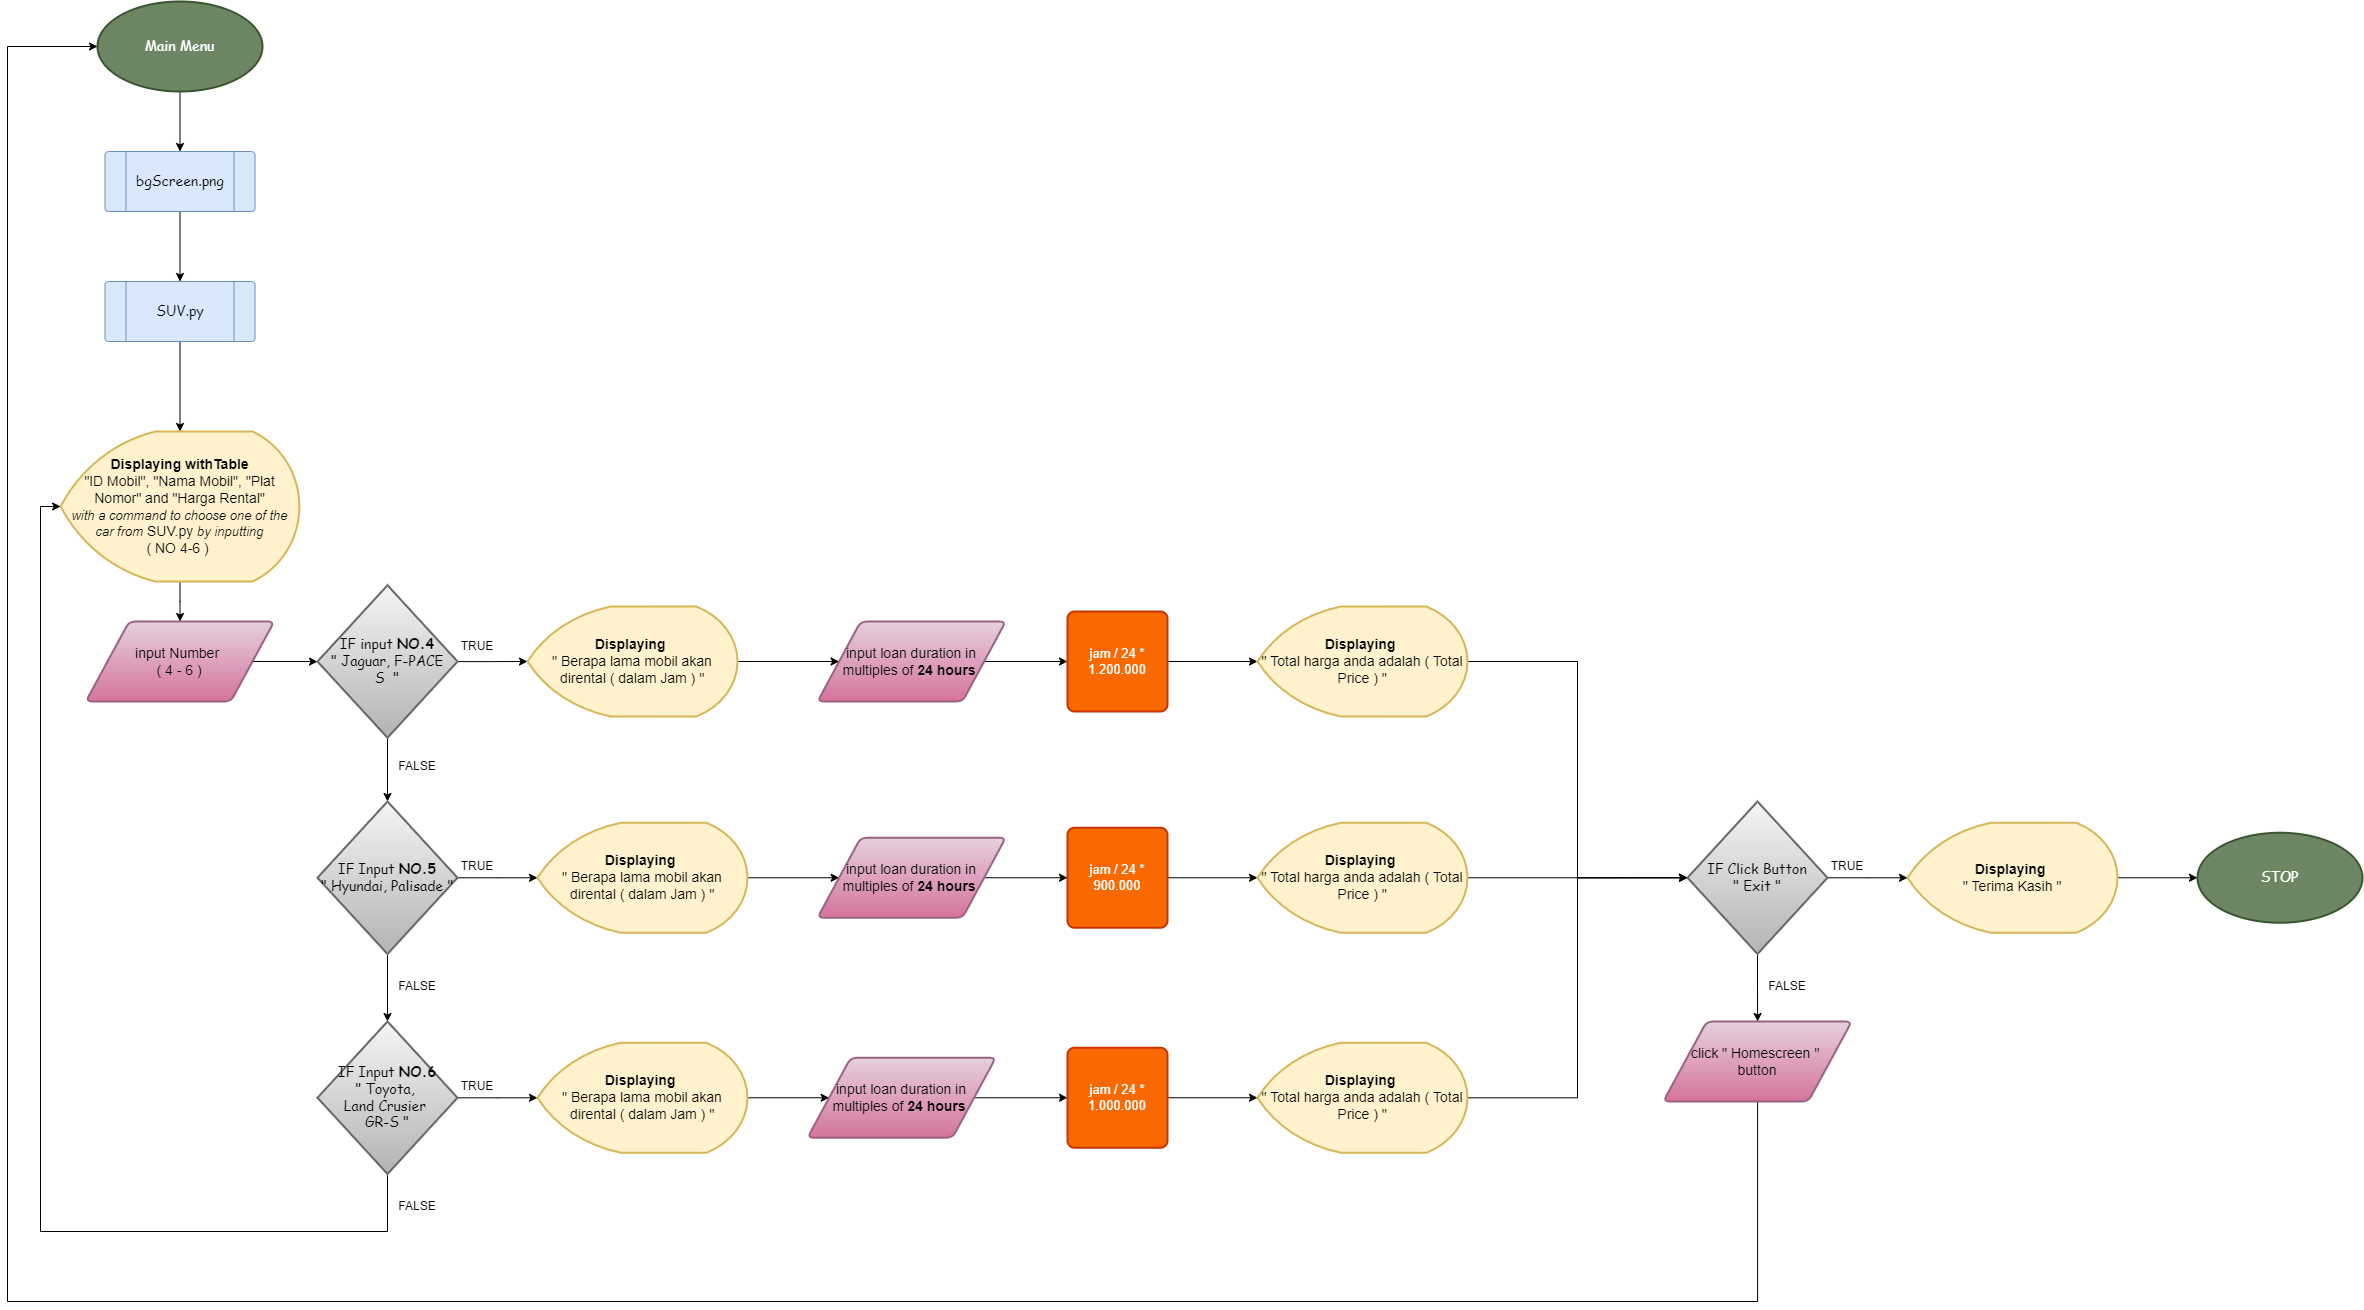 Main Menu
bgScreen.png
SUV.py
Displaying withTable
"ID Mobil", "Nama Mobil", "Plat
Nomor" and "Harga Rental"
with a command to choose one of the
car from SUV.py by inputting
( NO 4-6 )
input Number
( 4 - 6 )
IF input NO.4
" Jaguar, F-PACE
S "
TRUE
Displaying
" Berapa lama mobil akan
dirental ( dalam Jam ) "
input loan duration in
multiples of 24 hours
jam / 24 *
1.200.000
Displaying
" Total harga anda adalah ( Total
Price ) "
FALSE
IF Input NO.5
" Hyundai, Palisade "
TRUE
Displaying
" Berapa lama mobil akan
dirental ( dalam Jam ) "
input loan duration in
multiples of 24 hours
jam / 24 *
900.000
Displaying
" Total harga anda adalah ( Total
Price ) "
IF Click Button
" Exit "
TRUE
Displaying
" Terima Kasih "
STOP
FALSE
FALSE
IF Input NO.6
" Toyota,
Land Crusier
GR-S "
TRUE
Displaying
" Berapa lama mobil akan
dirental ( dalam Jam ) "
input loan duration in
multiples of 24 hours
jam / 24 *
1.000.000
Displaying
" Total harga anda adalah ( Total
Price ) "
click " Homescreen "
button
FALSE